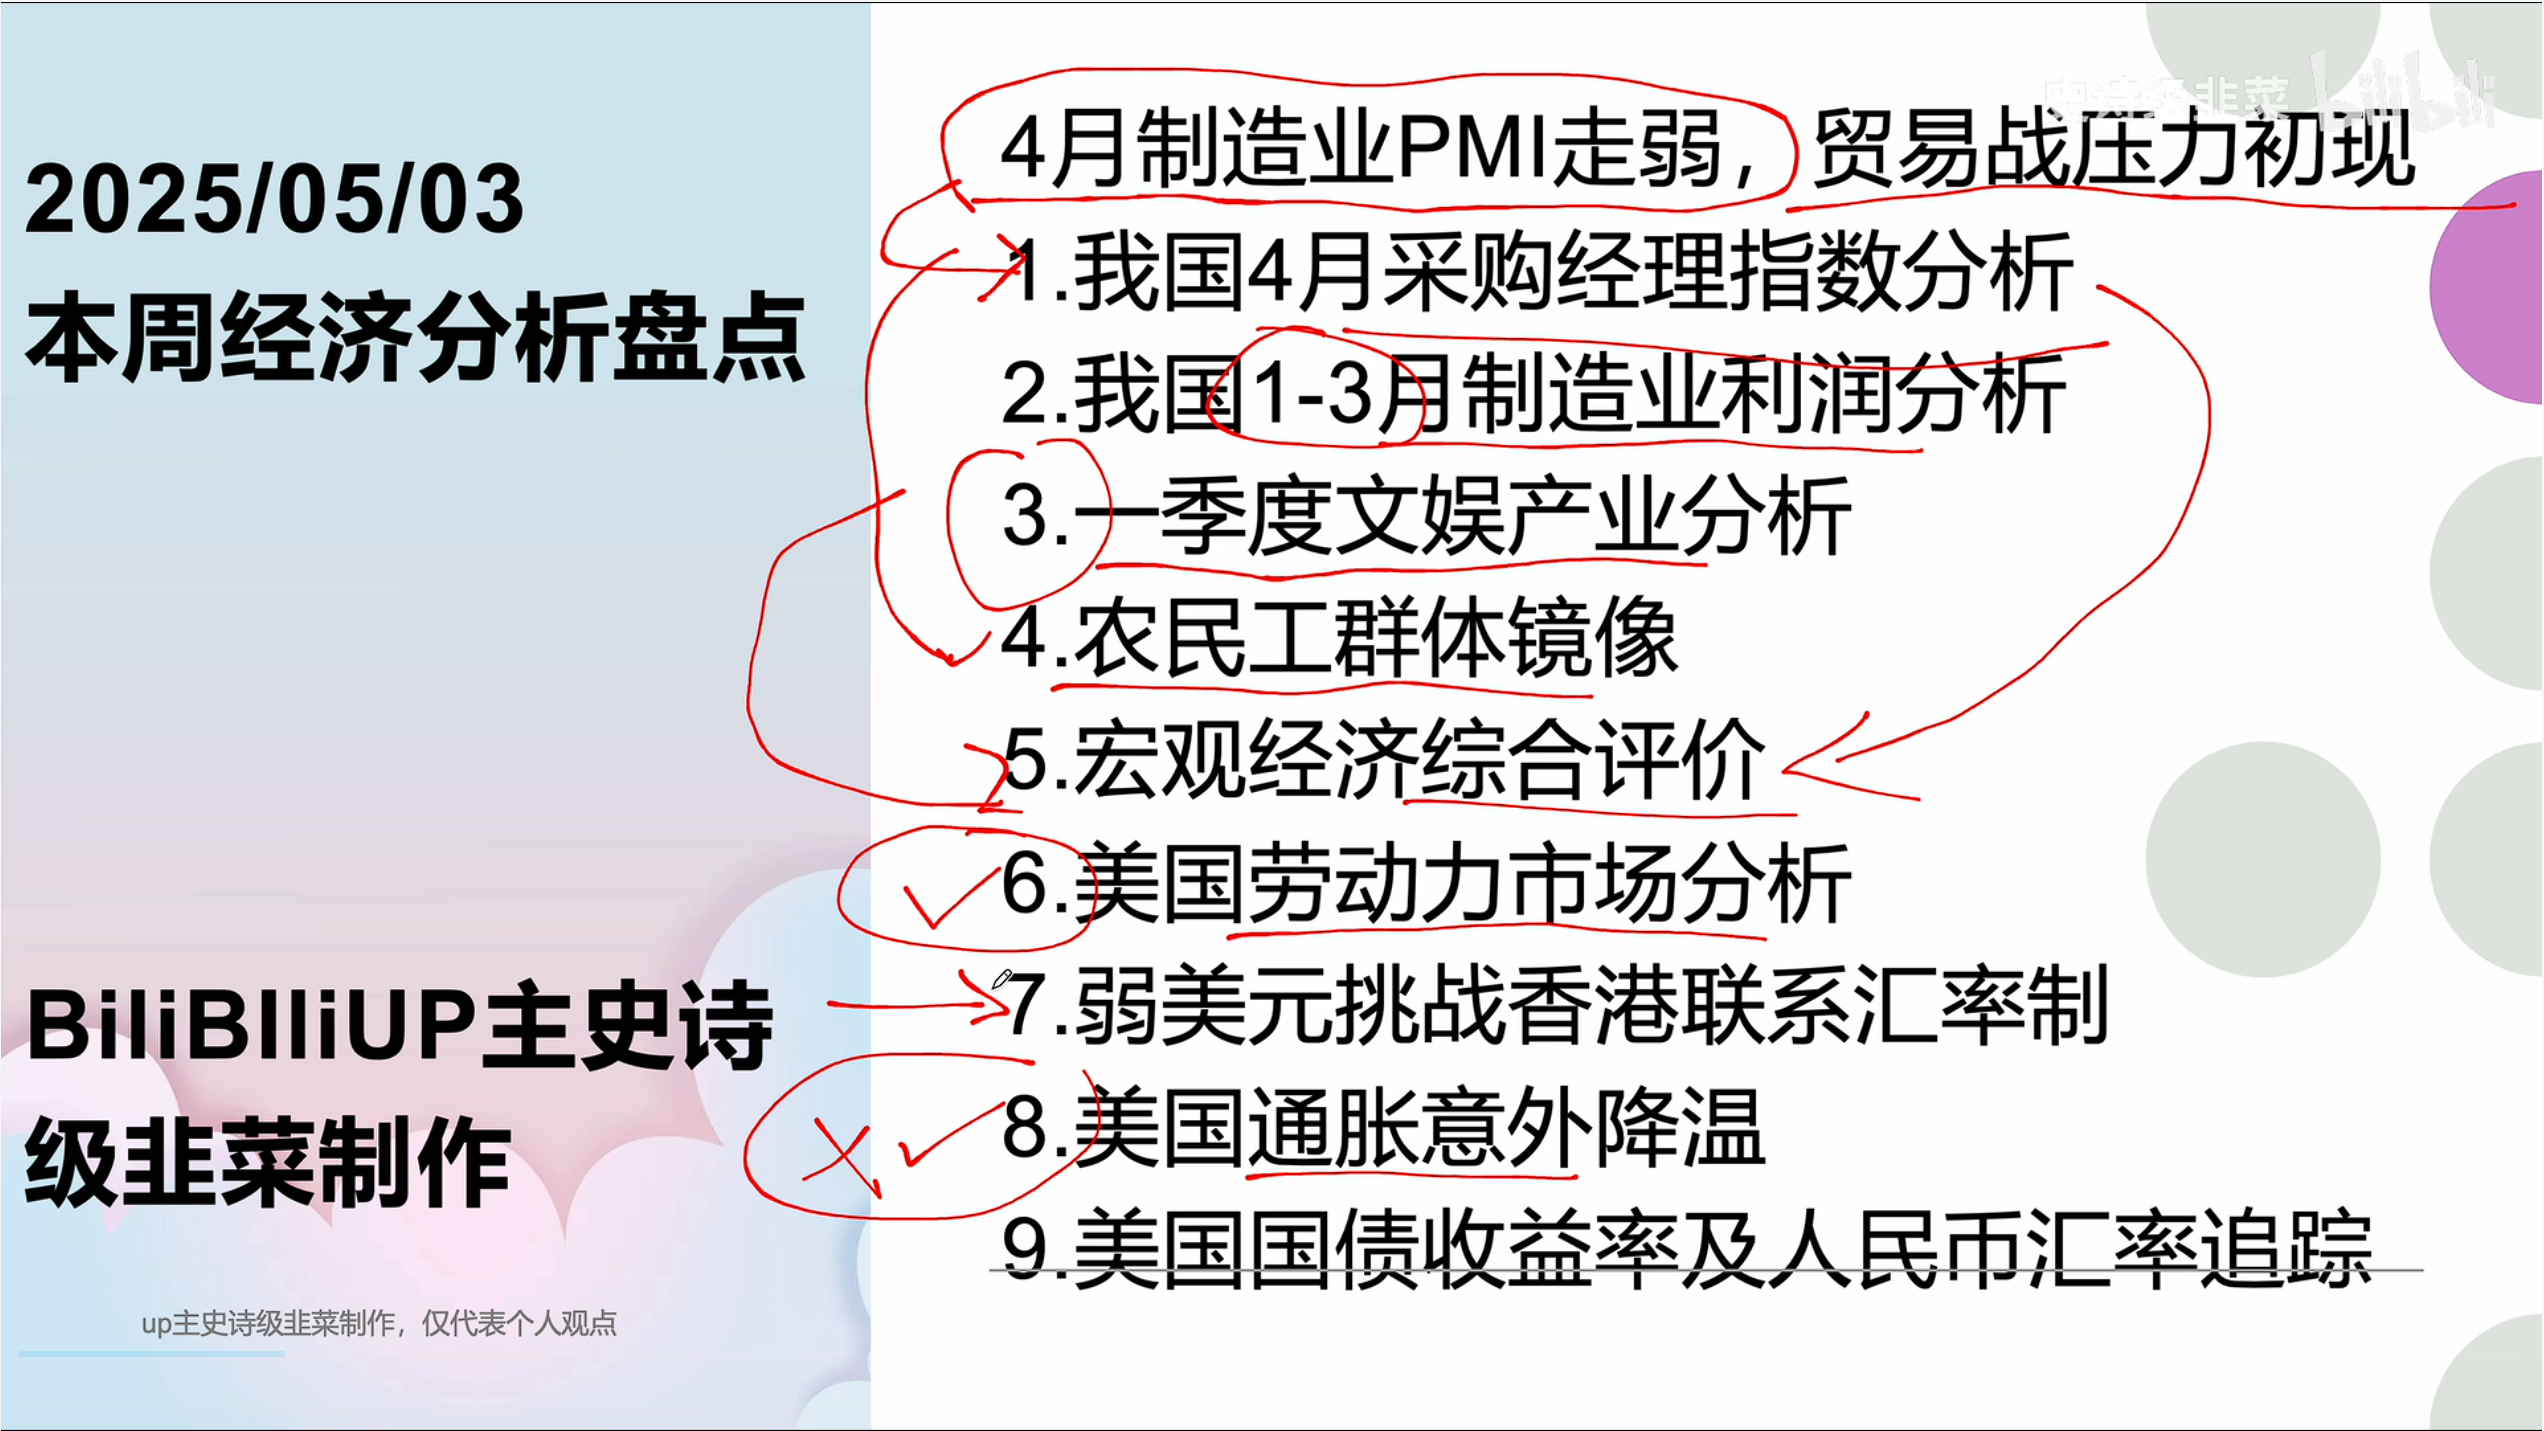 2025/05/03
本周经济分析盘点
BiliBIliUP主史诗
级韭菜制作
up主史诗级韭菜制作，仅代表个人观点
史诗级韭菜 bilibili
4月制造业PMI走弱，贸易战压力初现
1.我国4月采购经理指数分析
2.我国1-3月制造业利润分析
3.一季度文娱产业分析
4.农民工群体镜像
5.宏观经济综合评价
6.美国劳动力市场分析
7.弱美元挑战香港联系汇率制
8.美国通胀意外降温
9.美国国债收益率及人民币汇率追踪